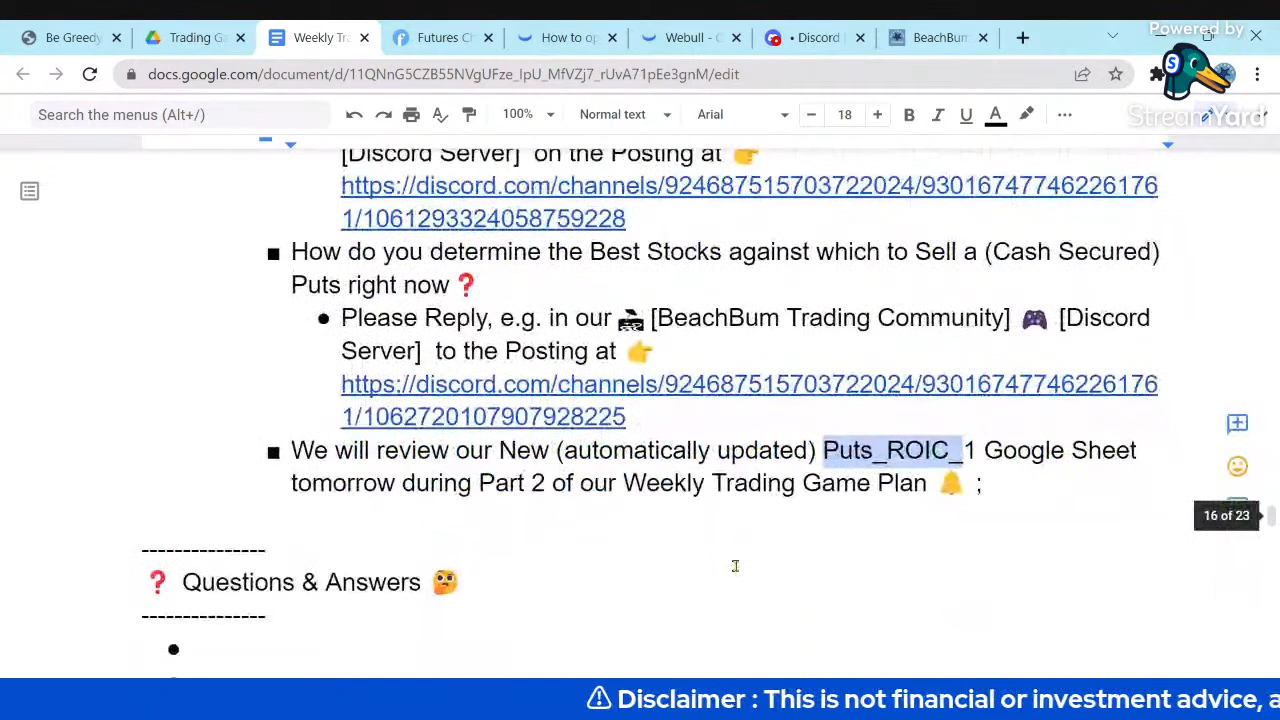 Powered by
StreamYard
Be Greedy
Trading Ga
Weekly Tra
Futures Ov
How to op
Webull - C
• Discord
BeachBum
docs.google.com/document/d/11QNnG5CZB55NVgUFze_IpU_MfVZj7_rUvA71pEe3gnM/edit
Search the menus (Alt+/)
100%
Normal text
Arial
18
B I U A
[Discord Server] on the Posting at 👉
https://discord.com/channels/924687515703722024/93016747746226176
1/1061293324058759228
■ How do you determine the Best Stocks against which to Sell a (Cash Secured)
Puts right now❓
● Please Reply, e.g. in our 🏖 [BeachBum Trading Community] 🎮 [Discord
Server] to the Posting at 👉
https://discord.com/channels/924687515703722024/93016747746226176
1/1062720107907928225
■ We will review our New (automatically updated) Puts_ROIC_1 Google Sheet
tomorrow during Part 2 of our Weekly Trading Game Plan 🔔 ;
16 of 23
---------------
❓ Questions & Answers 🤔
---------------
●
⚠ Disclaimer : This is not financial or investment advice, a